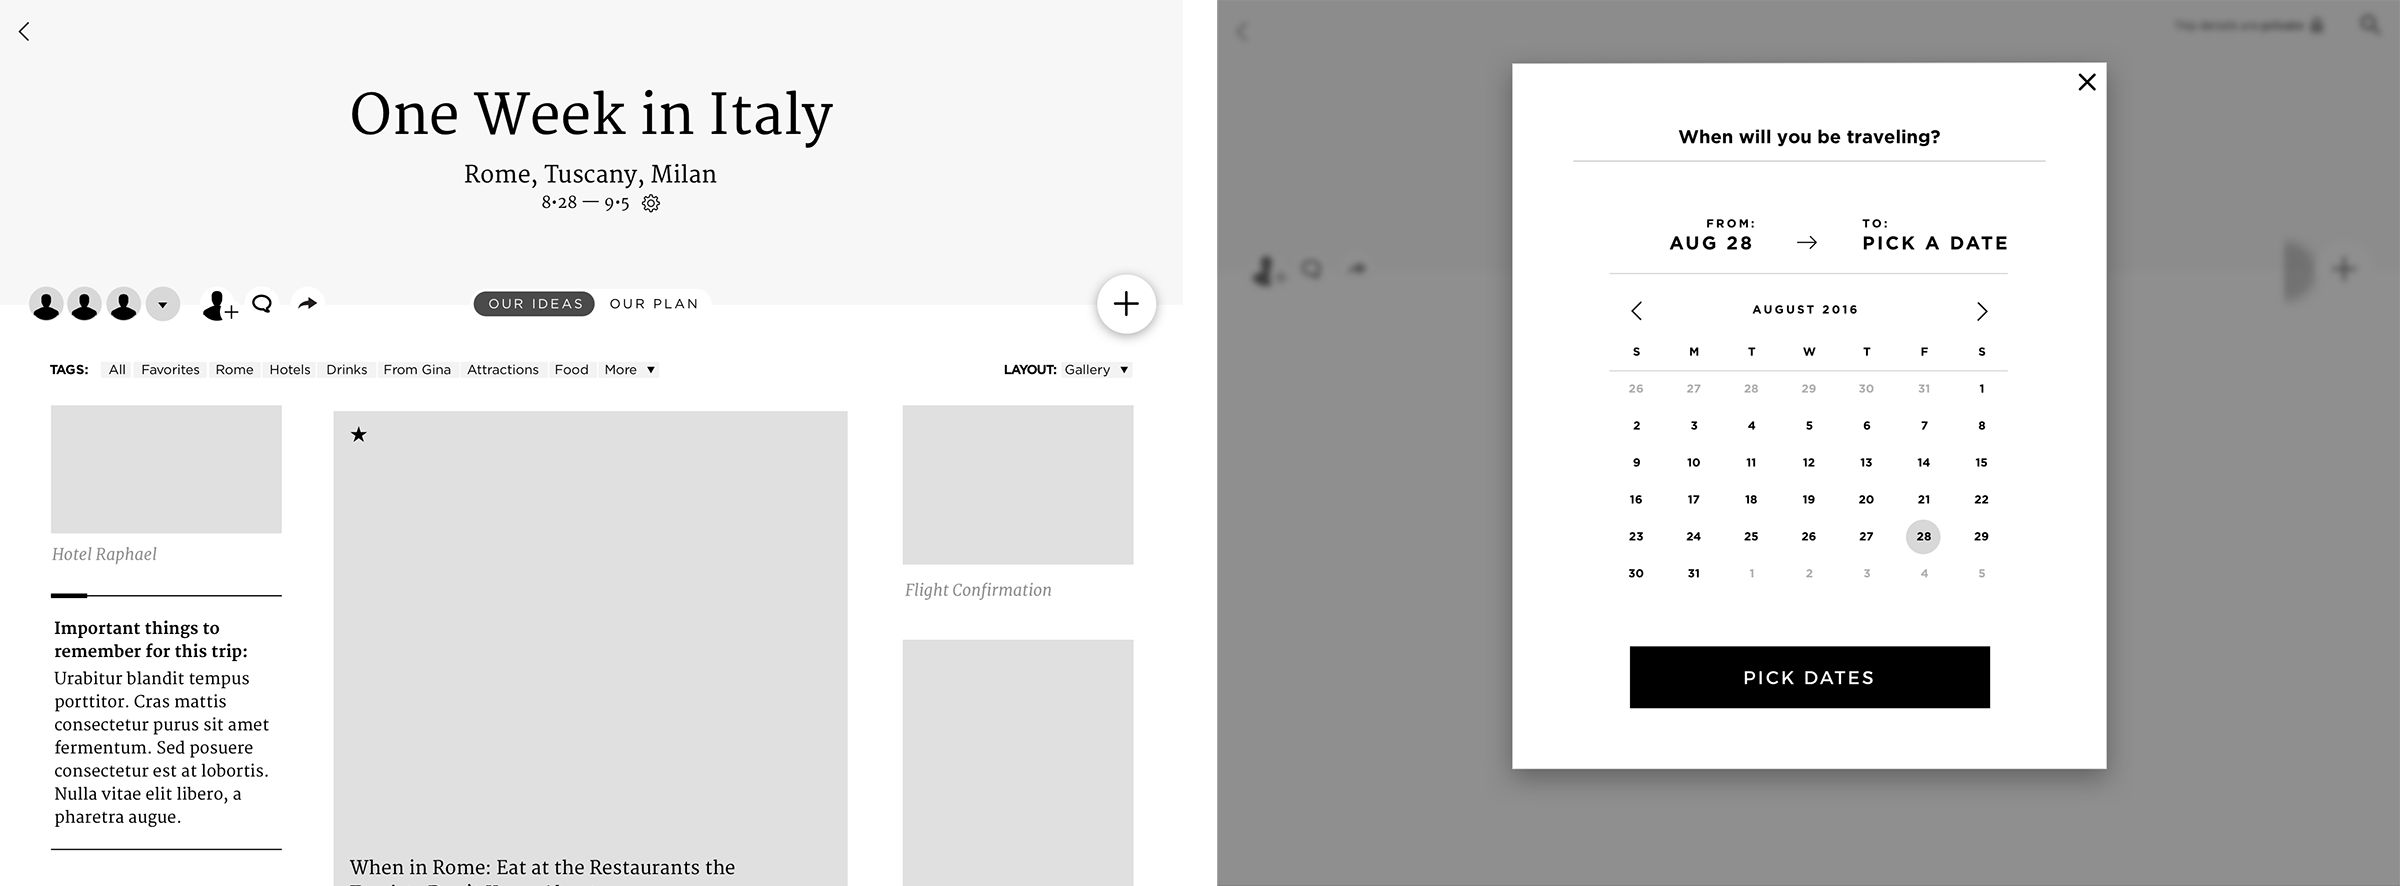 One Week in Italy
Rome, Tuscany, Milan
8•28 — 9•5
OUR IDEAS OUR PLAN
TAGS: All Favorites Rome Hotels Drinks From Gina Attractions Food More ▼
LAYOUT: Gallery ▼
Hotel Raphael
Important things to
remember for this trip:
Urabitur blandit tempus
porttitor. Cras mattis
consectetur purus sit amet
fermentum. Sed posuere
consectetur est at lobortis.
Nulla vitae elit libero, a
pharetra augue.
When in Rome: Eat at the Restaurants the
Flight Confirmation
When will you be traveling?
FROM:
AUG 28
→
TO:
PICK A DATE
AUGUST 2016
S M T W T F S
26 27 28 29 30 31 1
2 3 4 5 6 7 8
9 10 11 12 13 14 15
16 17 18 19 20 21 22
23 24 25 26 27 28 29
30 31 1 2 3 4 5
PICK DATES